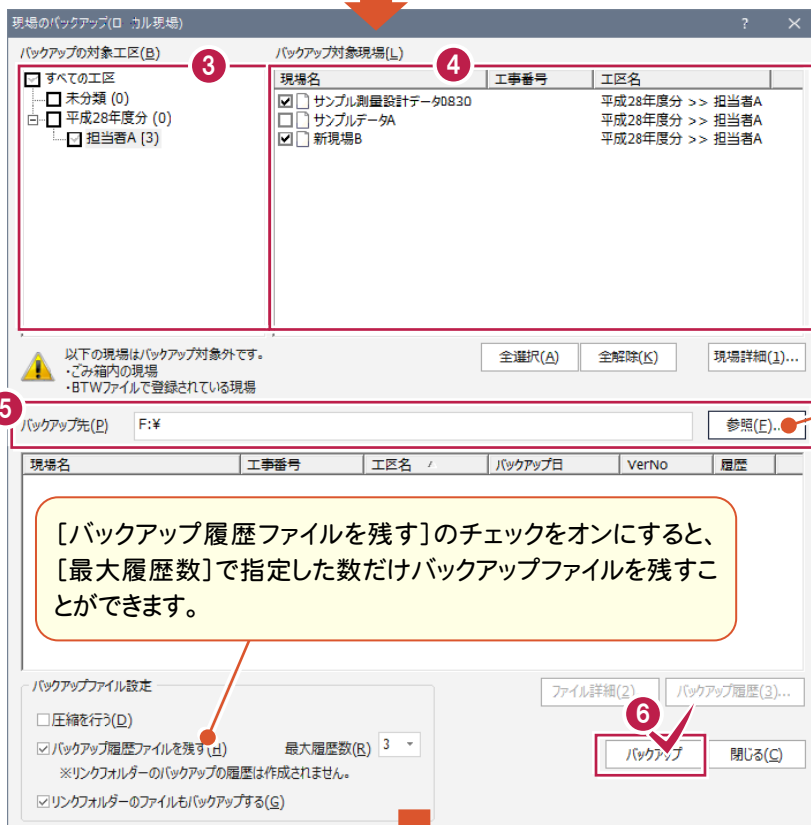 現場のバックアップ(ロ カル現場)
? ×
バックアップの対象工区(B)
バックアップ対象現場(L)
3
4
すべての工区
未分類 (0)
平成28年度分 (0)
担当者A [3]
現場名 工事番号 工区名
サンプル測量設計データ0830 平成28年度分 >> 担当者A
サンプルデータA 平成28年度分 >> 担当者A
新現場B 平成28年度分 >> 担当者A
以下の現場はバックアップ対象外です。
・ごみ箱内の現場
・BTWファイルで登録されている現場
全選択(A) 全解除(K) 現場詳細(1)...
5
バックアップ先(P) F:¥ 参照(F)...
現場名 工事番号 工区名 バックアップ日 VerNo 履歴
［バックアップ履歴ファイルを残す］のチェックをオンにすると、
［最大履歴数］で指定した数だけバックアップファイルを残すこ
とができます。
バックアップファイル設定
ファイル詳細(2)... バックアップ履歴(3)...
6
圧縮を行う(D)
バックアップ履歴ファイルを残す(H) 最大履歴数(R) 3
※リンクフォルダーのバックアップの履歴は作成されません。
リンクフォルダーのファイルもバックアップする(G)
バックアップ 閉じる(C)